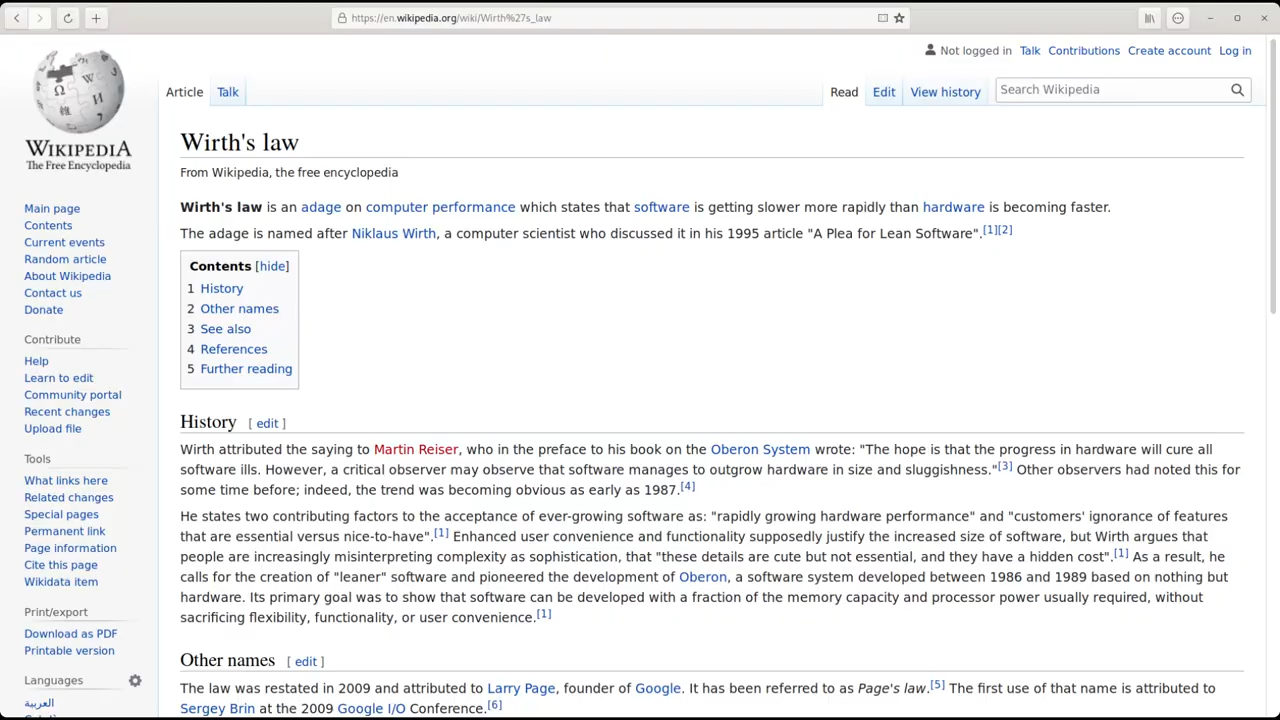 https://en.wikipedia.org/wiki/Wirth%27s_law
Not logged in Talk Contributions Create account Log in
Article Talk Read Edit View history Search Wikipedia
WIKIPEDIA
The Free Encyclopedia
Main page
Contents
Current events
Random article
About Wikipedia
Contact us
Donate
Contribute
Help
Learn to edit
Community portal
Recent changes
Upload file
Tools
What links here
Related changes
Special pages
Permanent link
Page information
Cite this page
Wikidata item
Print/export
Download as PDF
Printable version
Languages
العربية
Wirth's law
From Wikipedia, the free encyclopedia
Wirth's law is an adage on computer performance which states that software is getting slower more rapidly than hardware is becoming faster.
The adage is named after Niklaus Wirth, a computer scientist who discussed it in his 1995 article "A Plea for Lean Software".[1][2]
Contents [hide]
1 History
2 Other names
3 See also
4 References
5 Further reading
History [ edit ]
Wirth attributed the saying to Martin Reiser, who in the preface to his book on the Oberon System wrote: "The hope is that the progress in hardware will cure all
software ills. However, a critical observer may observe that software manages to outgrow hardware in size and sluggishness."[3] Other observers had noted this for
some time before; indeed, the trend was becoming obvious as early as 1987.[4]
He states two contributing factors to the acceptance of ever-growing software as: "rapidly growing hardware performance" and "customers' ignorance of features
that are essential versus nice-to-have".[1] Enhanced user convenience and functionality supposedly justify the increased size of software, but Wirth argues that
people are increasingly misinterpreting complexity as sophistication, that "these details are cute but not essential, and they have a hidden cost".[1] As a result, he
calls for the creation of "leaner" software and pioneered the development of Oberon, a software system developed between 1986 and 1989 based on nothing but
hardware. Its primary goal was to show that software can be developed with a fraction of the memory capacity and processor power usually required, without
sacrificing flexibility, functionality, or user convenience.[1]
Other names [ edit ]
The law was restated in 2009 and attributed to Larry Page, founder of Google. It has been referred to as Page's law.[5] The first use of that name is attributed to
Sergey Brin at the 2009 Google I/O Conference.[6]